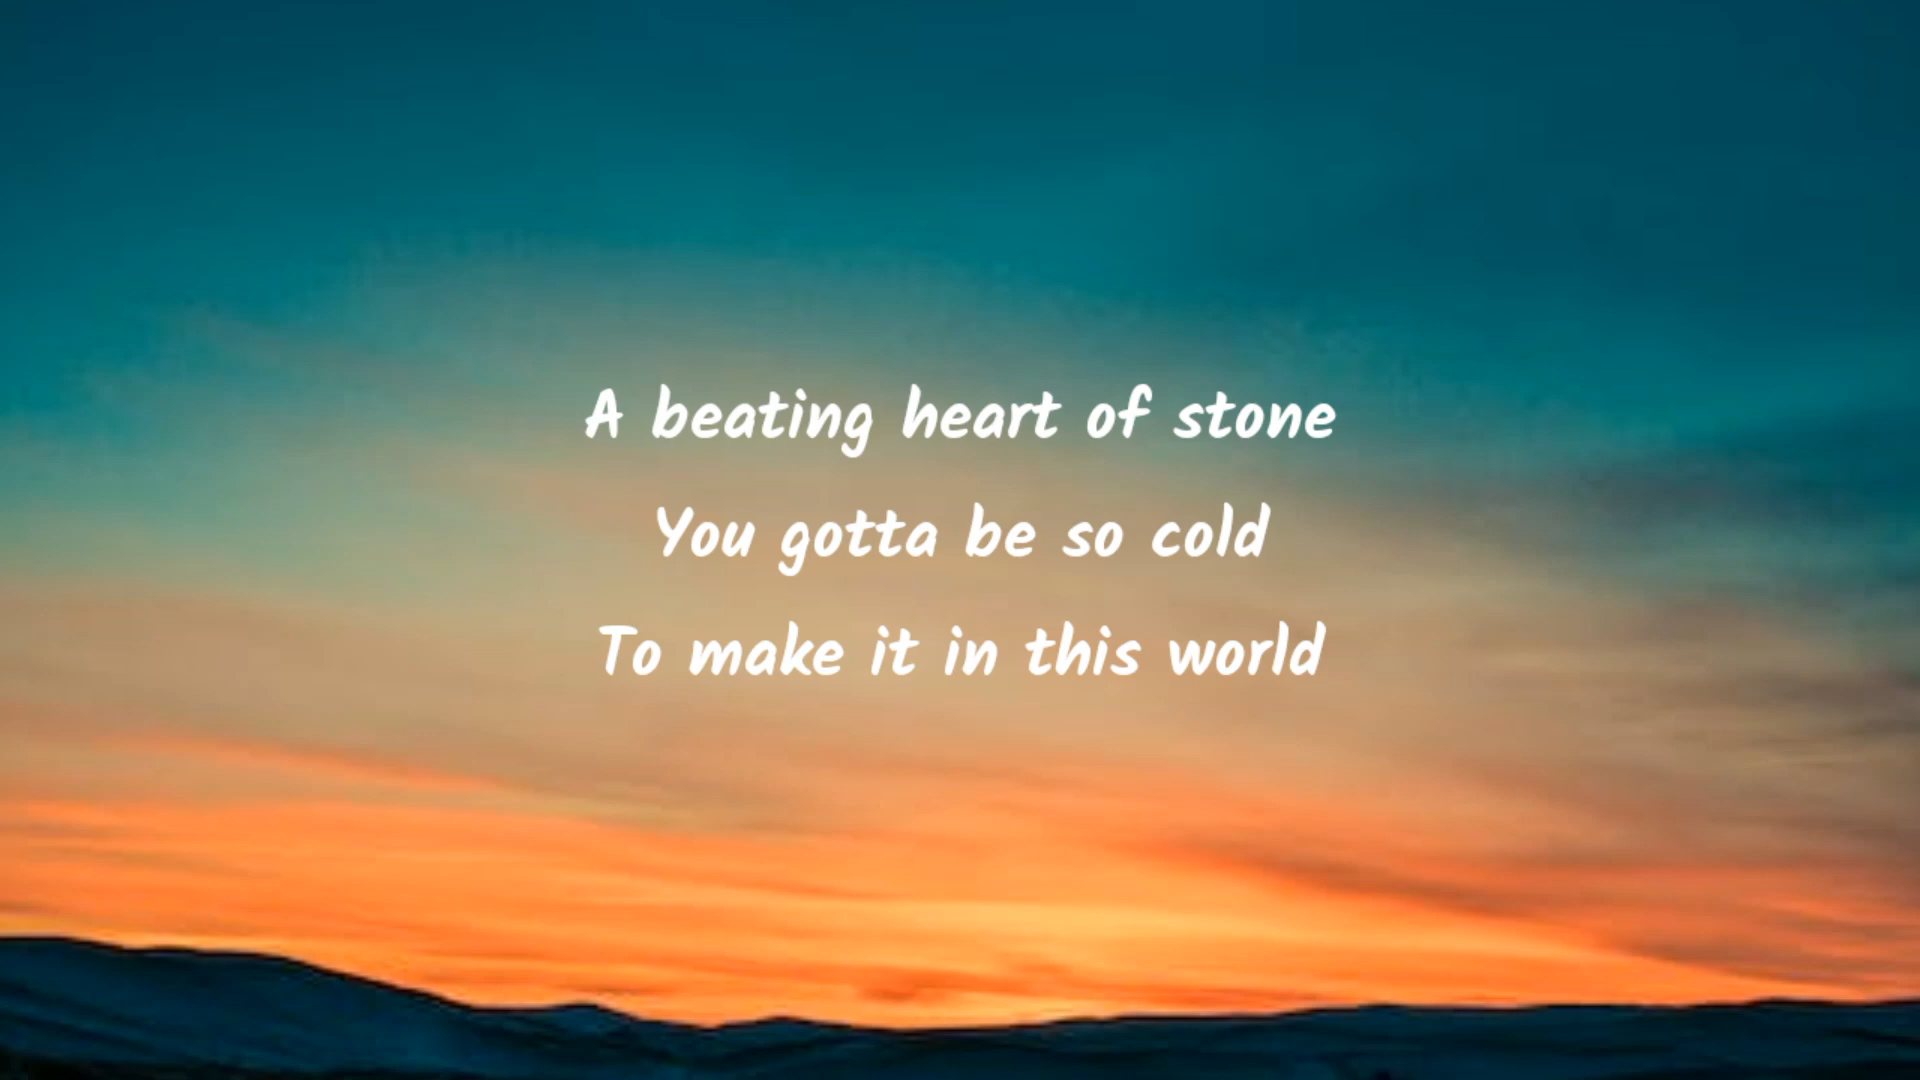 A beating heart of stone
You gotta be so cold
To make it in this world